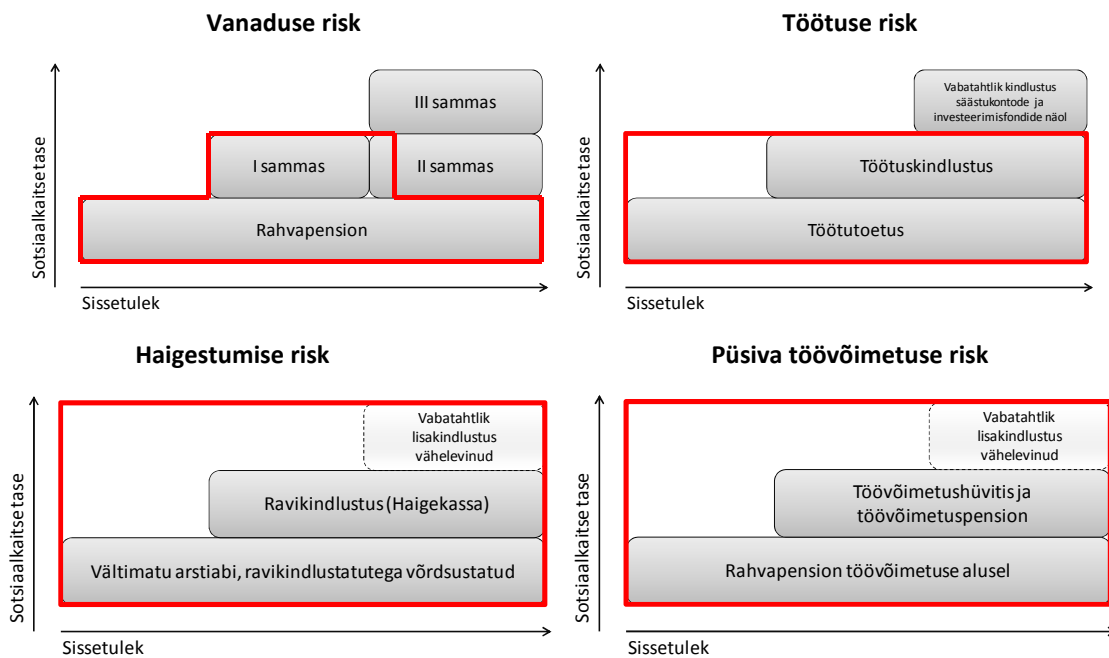 Vanaduse risk
Sotsiaalkaitse tase
III sammas
I sammas
II sammas
Rahvapension
Sissetulek
Töötuse risk
Sotsiaalkaitse tase
Vabatahtlik kindlustus
säästukontode ja
investeerimisfondide näol
Töötuskindlustus
Töötutoetus
Sissetulek
Haigestumise risk
Sotsiaalkaitse tase
Vabatahtlik
lisakindlustus
vähelevinud
Ravikindlustus (Haigekassa)
Vältimatu arstiabi, ravikindlustatutega võrdsustatud
Sissetulek
Püsiva töövõimetuse risk
Sotsiaalkaitse tase
Vabatahtlik
lisakindlustus
vähelevinud
Töövõimetushüvitis ja
töövõimetuspension
Rahvapension töövõimetuse alusel
Sissetulek